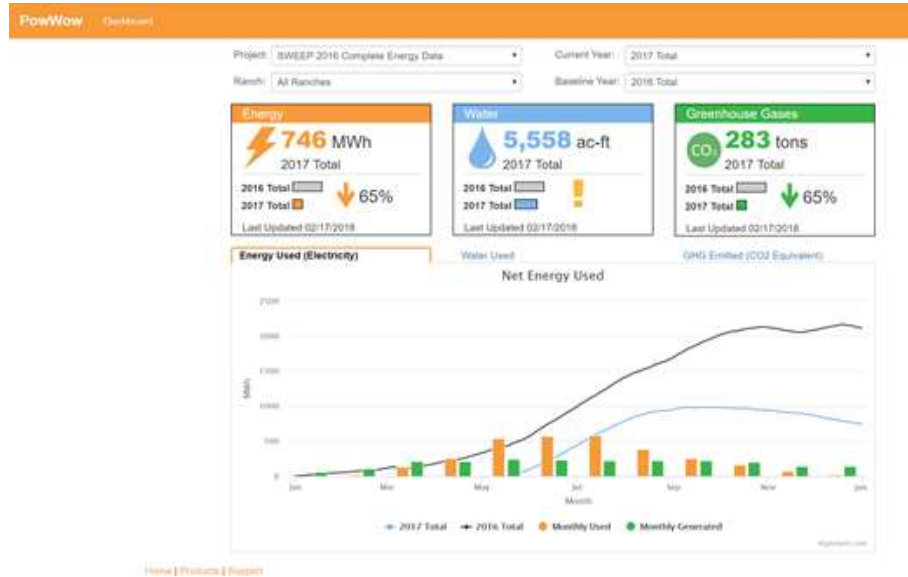 PowWow Dashboard
Project: SWEEP 2016 Complete Energy Data Current Year: 2017 Total
Ranch: All Ranches Baseline Year: 2016 Total
Energy
746 MWh
2017 Total
2016 Total
2017 Total
65%
Last Updated 02/17/2018
Water
5,558 ac-ft
2017 Total
2016 Total
2017 Total
!
Last Updated 02/17/2018
Greenhouse Gases
CO₂ 283 tons
2017 Total
2016 Total
2017 Total
65%
Last Updated 02/17/2018
Energy Used (Electricity) Water Used GHG Emitted (CO2 Equivalent)
Net Energy Used
MWh
2500
2000
1500
1000
500
0
Jan Mar May Jul Sep Nov Jan
Month
2017 Total 2016 Total Monthly Used Monthly Generated
Highcharts.com
Home | Products | Support